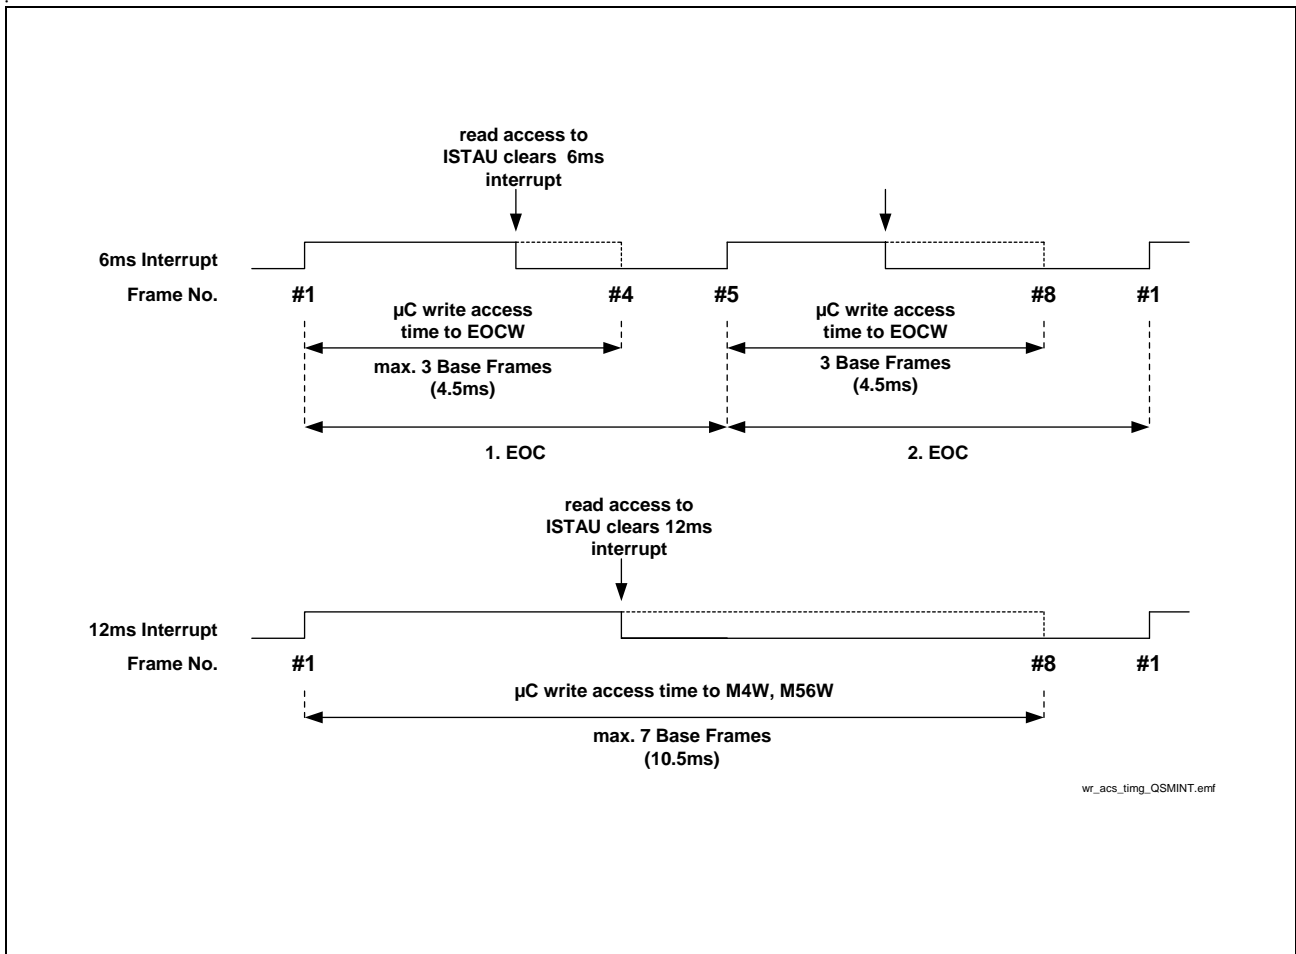 read access to
ISTAU clears 6ms
interrupt
6ms Interrupt
Frame No.
#1
#4
#5
#8
#1
µC write access
time to EOCW
max. 3 Base Frames
(4.5ms)
µC write access
time to EOCW
3 Base Frames
(4.5ms)
1. EOC
2. EOC
read access to
ISTAU clears 12ms
interrupt
12ms Interrupt
Frame No.
#1
#8
#1
µC write access time to M4W, M56W
max. 7 Base Frames
(10.5ms)
wr_acs_timg_QSMINT.emf